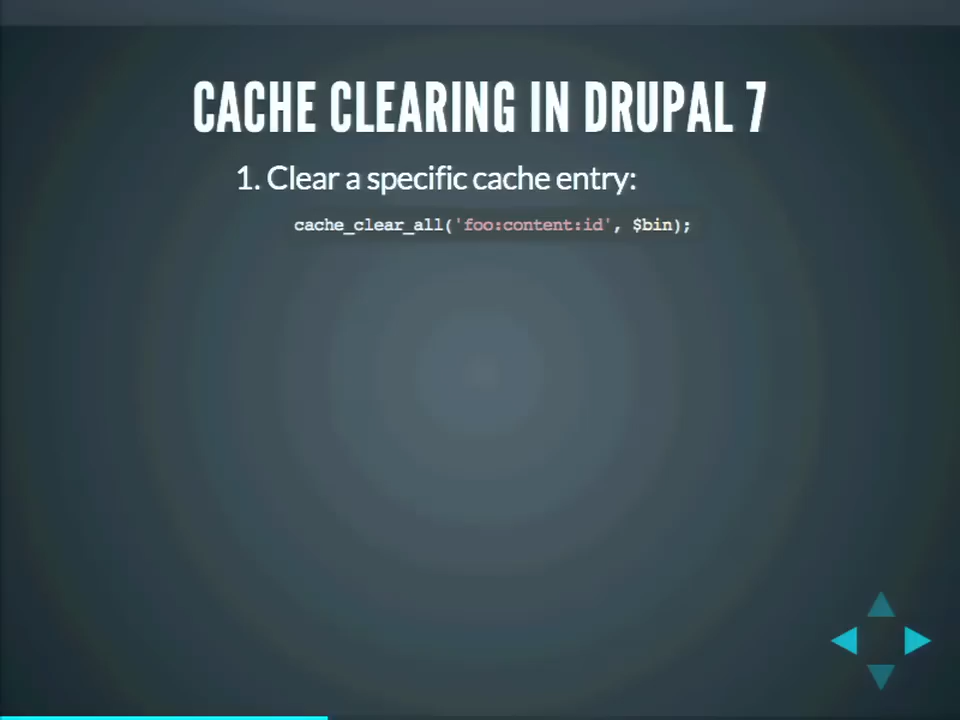 CACHE CLEARING IN DRUPAL 7
1. Clear a specific cache entry:
cache_clear_all('foo:content:id', $bin);